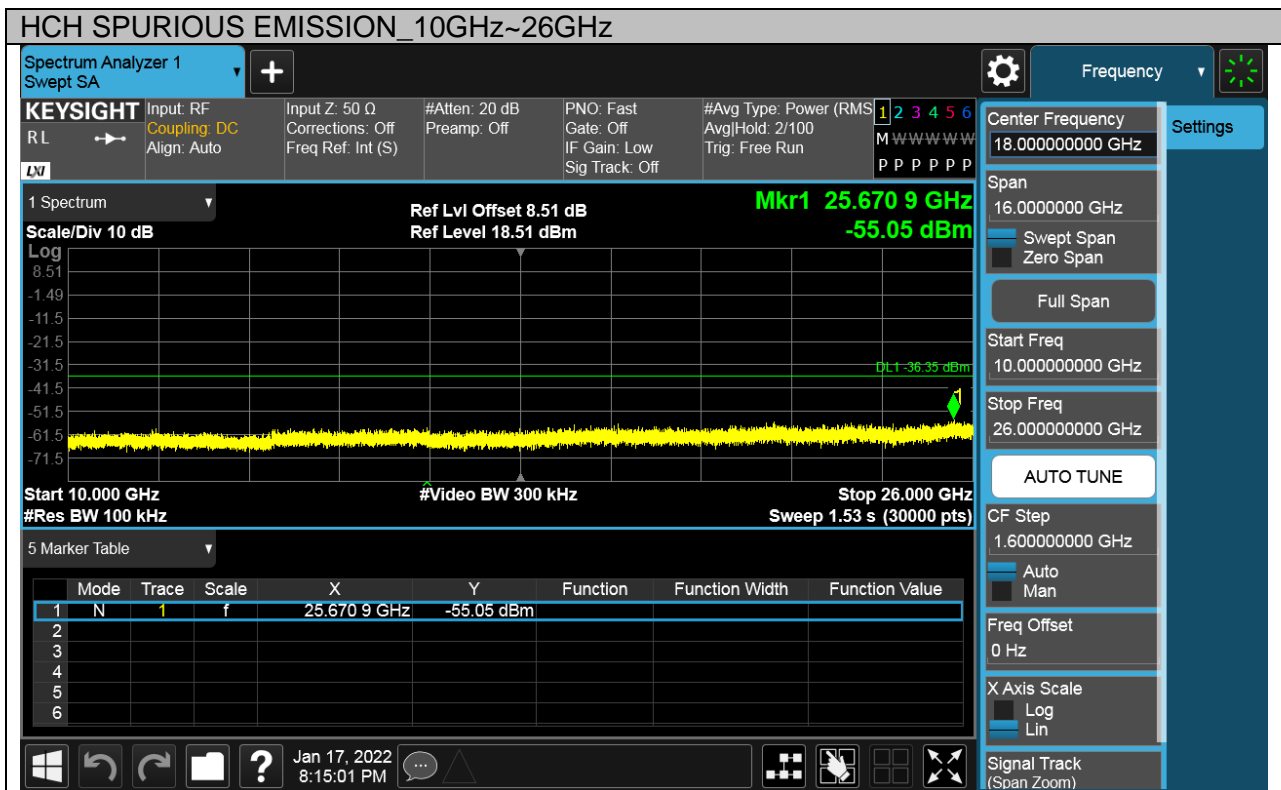 HCH SPURIOUS EMISSION_10GHz~26GHz
Spectrum Analyzer 1
Swept SA
+
Frequency
KEYSIGHT
RL
LXI
Input: RF
Coupling: DC
Align: Auto
Input Z: 50 Ω
Corrections: Off
Freq Ref: Int (S)
#Atten: 20 dB
Preamp: Off
PNO: Fast
Gate: Off
IF Gain: Low
Sig Track: Off
#Avg Type: Power (RMS
Avg|Hold: 2/100
Trig: Free Run
1 2 3 4 5 6
M W W W W W
P P P P P P
1 Spectrum
Scale/Div 10 dB
Ref Lvl Offset 8.51 dB
Ref Level 18.51 dBm
Mkr1 25.670 9 GHz
-55.05 dBm
Log
8.51
-1.49
-11.5
-21.5
-31.5
-41.5
-51.5
-61.5
-71.5
DL1 -36.35 dBm
1
Start 10.000 GHz
#Video BW 300 kHz
Stop 26.000 GHz
#Res BW 100 kHz
Sweep 1.53 s (30000 pts)
5 Marker Table
Mode Trace Scale X Y Function Function Width Function Value
1 N 1 f 25.670 9 GHz -55.05 dBm
2
3
4
5
6
?
Jan 17, 2022
8:15:01 PM
Center Frequency
18.000000000 GHz
Settings
Span
16.0000000 GHz
Swept Span
Zero Span
Full Span
Start Freq
10.000000000 GHz
Stop Freq
26.000000000 GHz
AUTO TUNE
CF Step
1.600000000 GHz
Auto
Man
Freq Offset
0 Hz
X Axis Scale
Log
Lin
Signal Track
(Span Zoom)